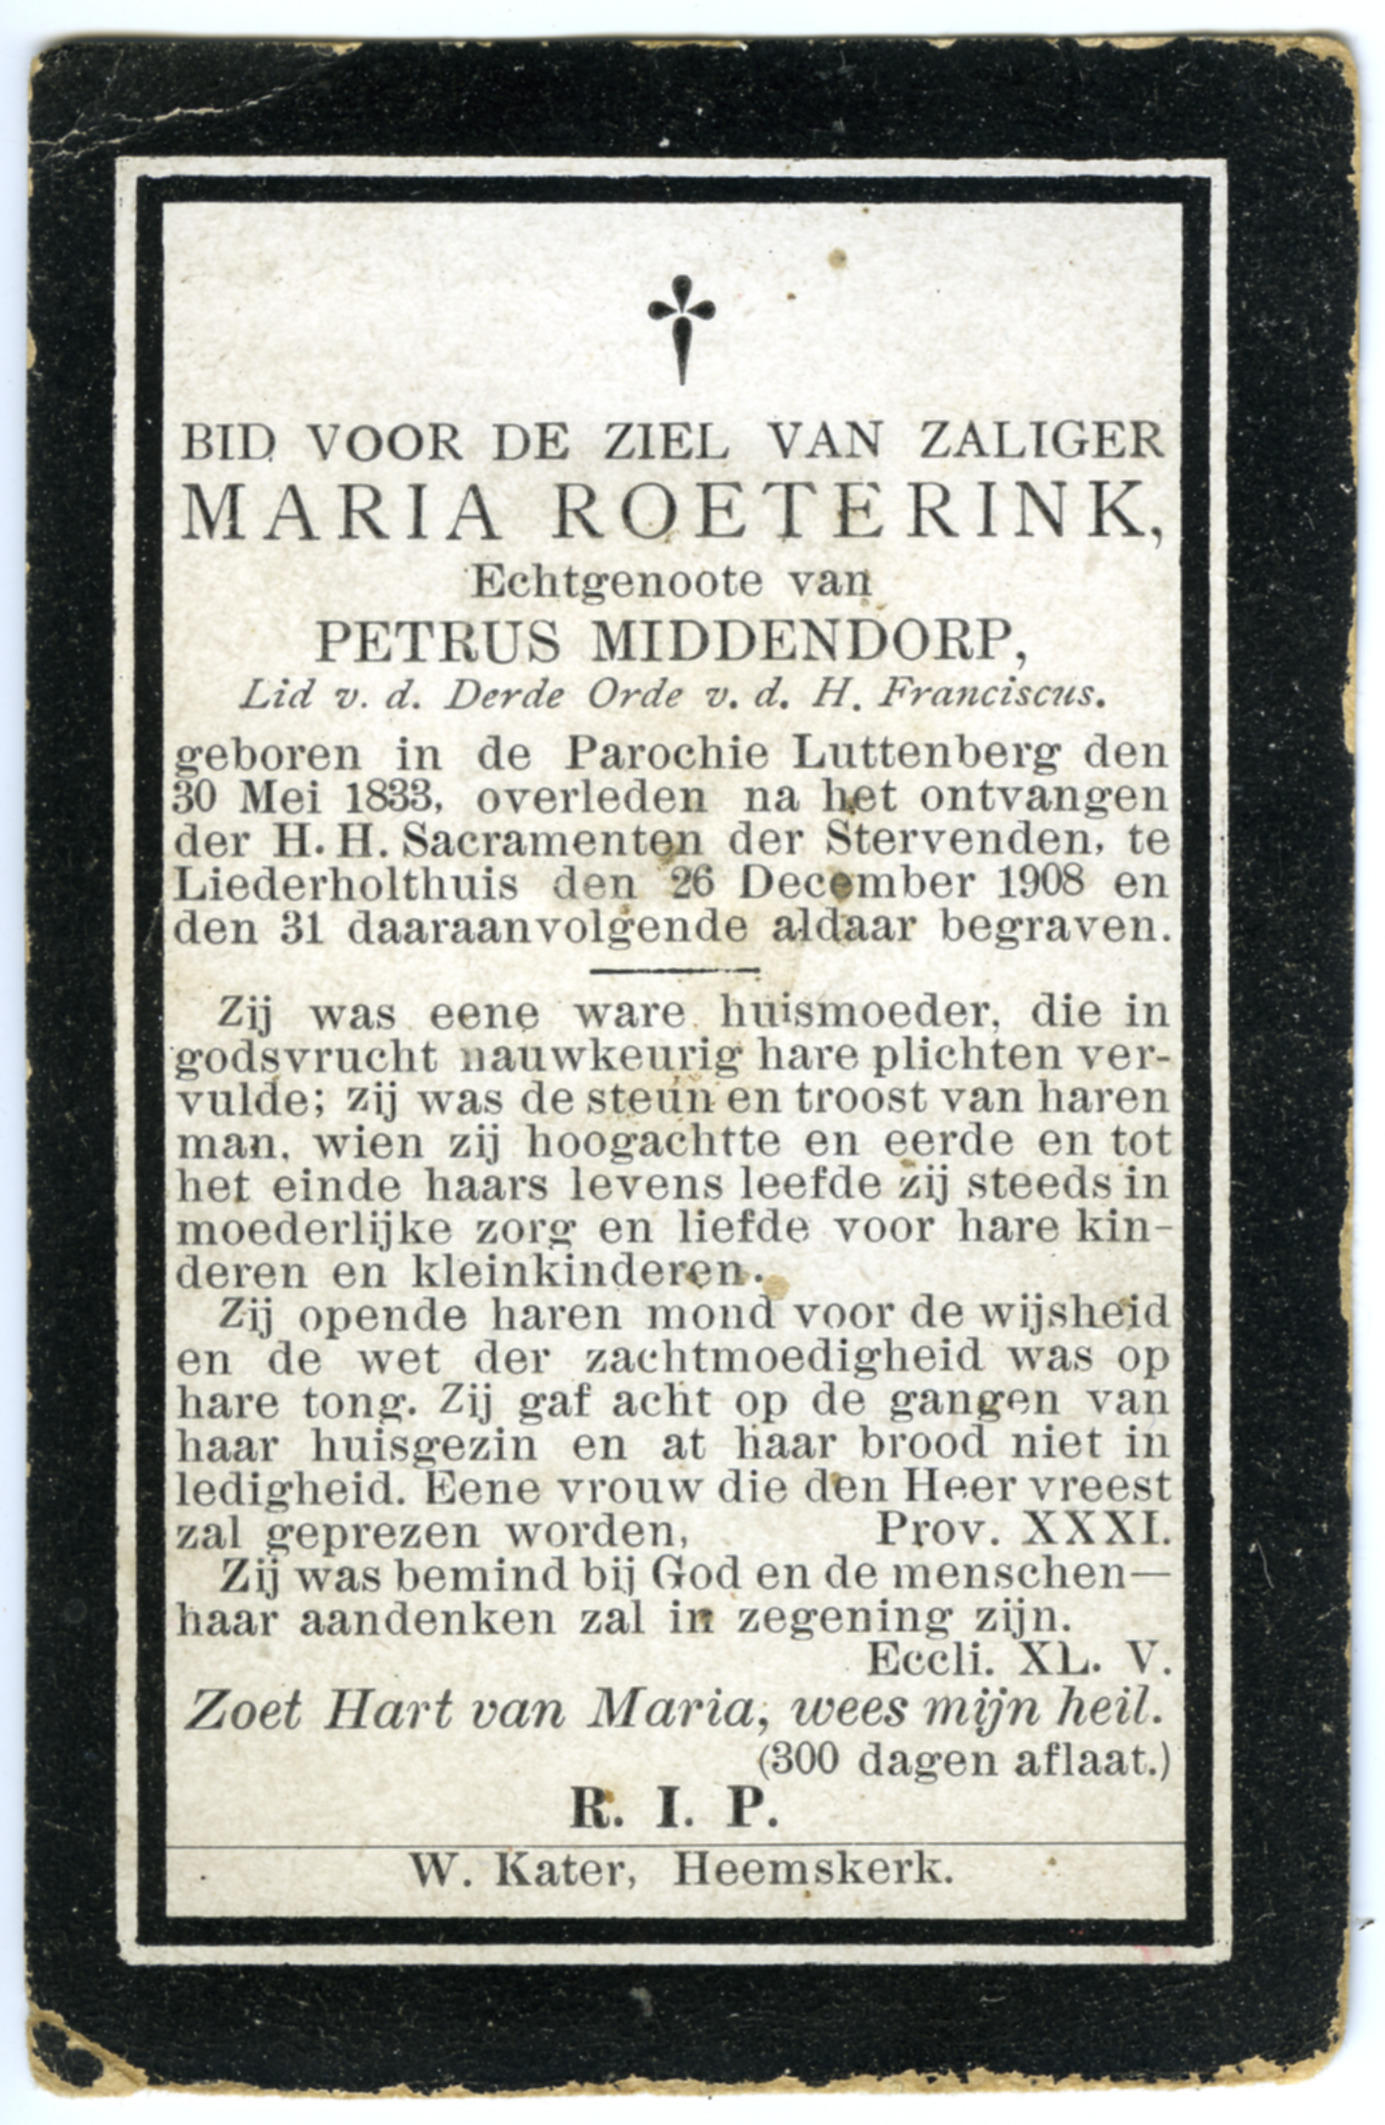 BID VOOR DE ZIEL VAN ZALIGER
MARIA ROETERINK,
Echtgenoote van
PETRUS MIDDENDORP,
Lid v. d. Derde Orde v. d. H. Franciscus.
geboren in de Parochie Luttenberg den
30 Mei 1833, overleden na het ontvangen
der H. H. Sacramenten der Stervenden, te
Liederholthuis den 26 December 1908 en
den 31 daaraanvolgende aldaar begraven.
Zij was eene ware huismoeder, die in
godsvrucht nauwkeurig hare plichten ver-
vulde; zij was de steun en troost van haren
man, wien zij hoogachtte en eerde en tot
het einde haars levens leefde zij steeds in
moederlijke zorg en liefde voor hare kin-
deren en kleinkinderen.
Zij opende haren mond voor de wijsheid
en de wet der zachtmoedigheid was op
hare tong. Zij gaf acht op de gangen van
haar huisgezin en at haar brood niet in
ledigheid. Eene vrouw die den Heer vreest
zal geprezen worden, Prov. XXXI.
Zij was bemind bij God en de menschen—
haar aandenken zal in zegening zijn.
Eccli. XL. V.
Zoet Hart van Maria, wees mijn heil.
(300 dagen aflaat.)
R. I. P.
W. Kater, Heemskerk.